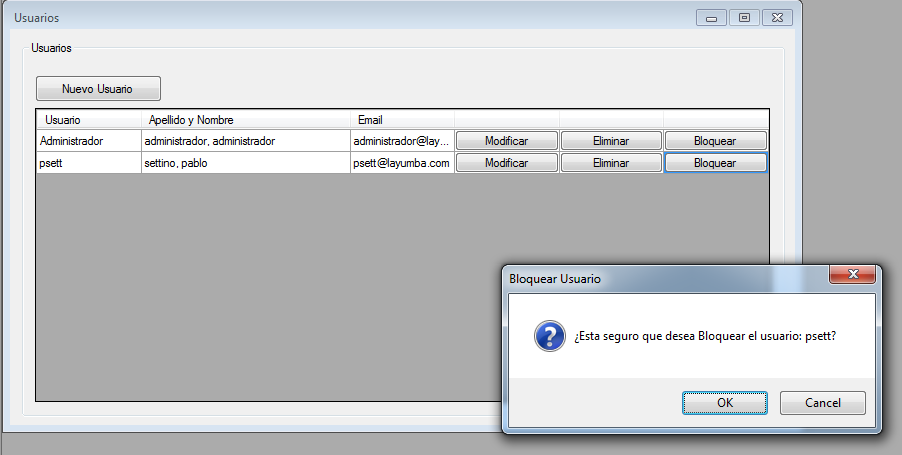 Usuarios
Usuarios
Nuevo Usuario
Usuario Apellido y Nombre Email
Administrador administrador, administrador administrador@lay... Modificar Eliminar Bloquear
psett settino, pablo psett@layumba.com Modificar Eliminar Bloquear
Bloquear Usuario
¿Esta seguro que desea Bloquear el usuario: psett?
OK Cancel